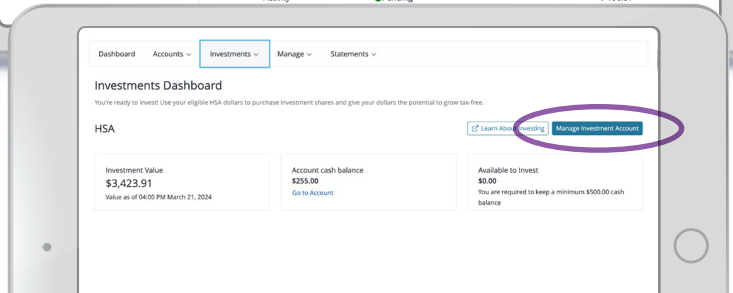 Pending
Dashboard Accounts Investments Manage Statements
Investments Dashboard
You're ready to invest! Use your eligible HSA dollars to purchase investment shares and give your dollars the potential to grow tax-free.
HSA
Learn About Investing Manage Investment Account
Investment Value
$3,423.91
Value as of 04:00 PM March 21, 2024
Account cash balance
$255.00
Go to Account
Available to Invest
$0.00
You are required to keep a minimum $500.00 cash
balance